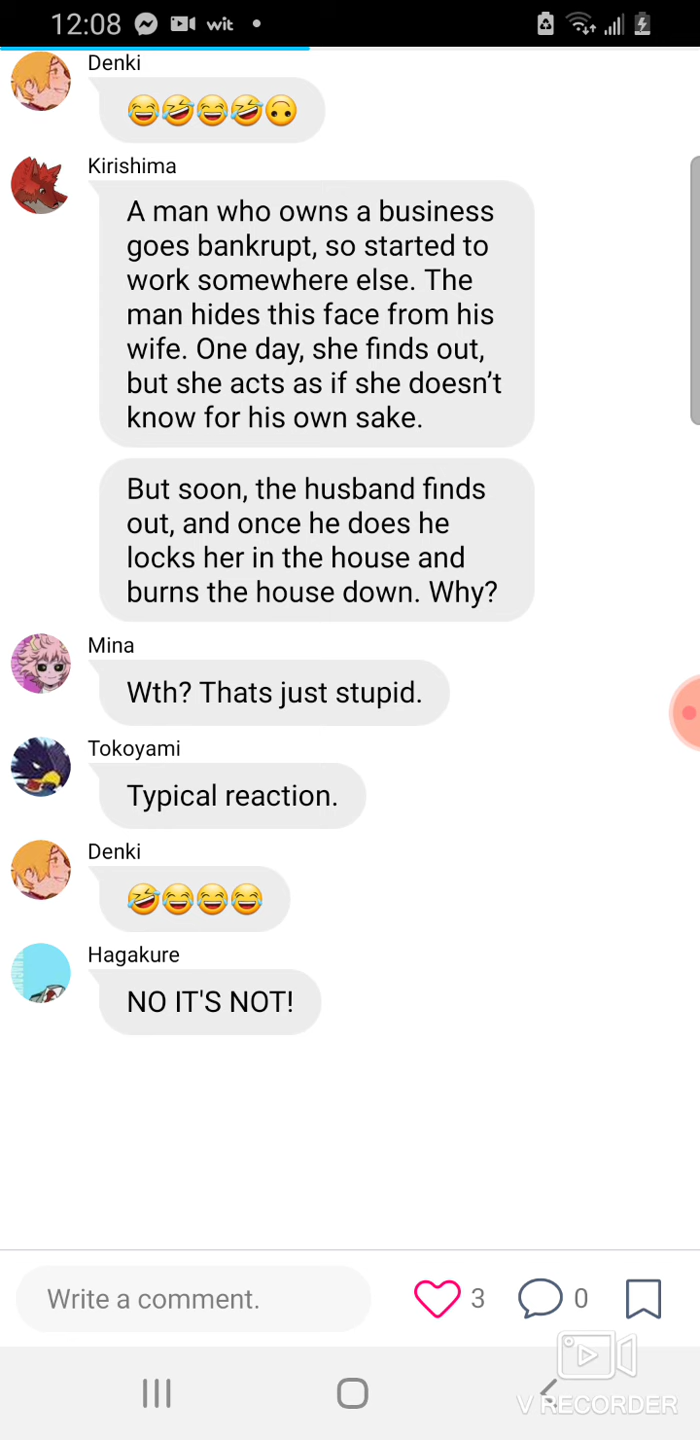 12:08 wit
Denki
😂🤣😂🤣🙃
Kirishima
A man who owns a business
goes bankrupt, so started to
work somewhere else. The
man hides this face from his
wife. One day, she finds out,
but she acts as if she doesn't
know for his own sake.
But soon, the husband finds
out, and once he does he
locks her in the house and
burns the house down. Why?
Mina
Wth? Thats just stupid.
Tokoyami
Typical reaction.
Denki
🤣😂😂😂
Hagakure
NO IT'S NOT!
Write a comment. 3 0
V RECORDER